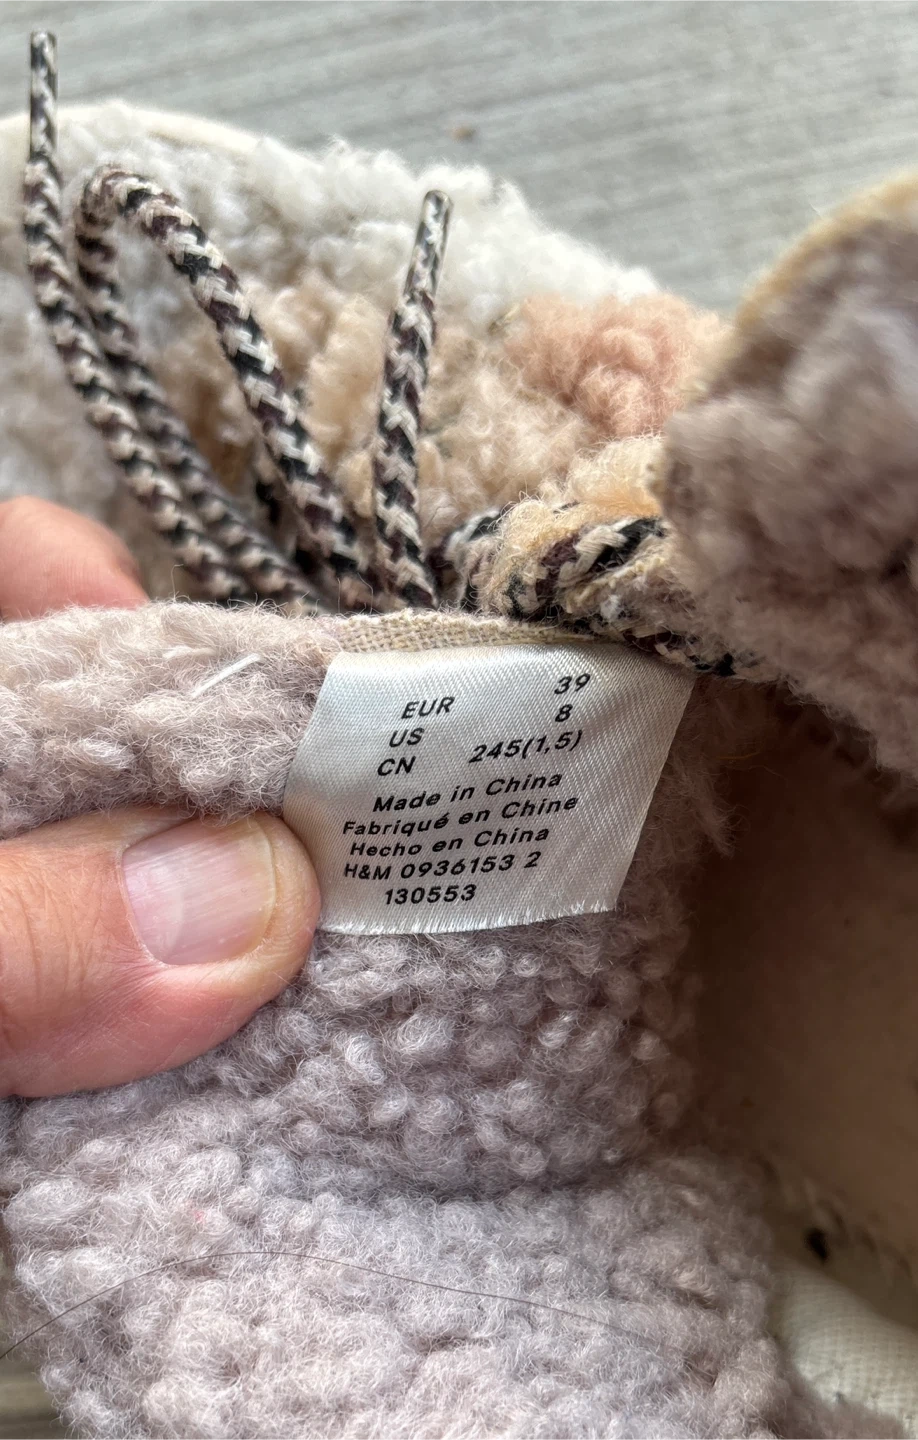 EUR 39
US 8
CN 245(1,5)
Made in China
Fabriqué en Chine
Hecho en China
H&M 0936153 2
130553